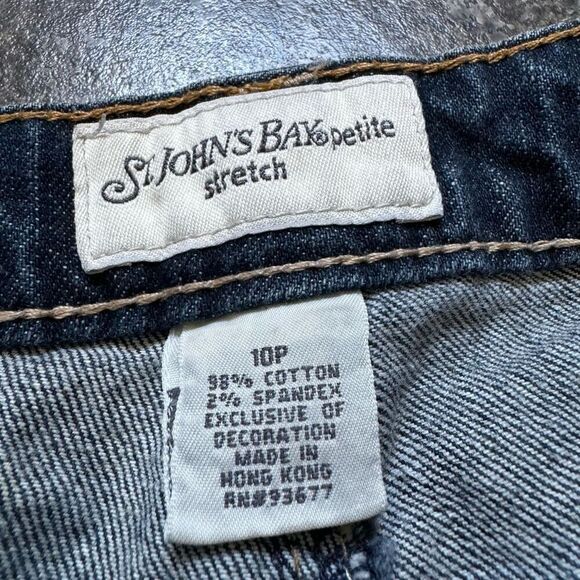 ST. JOHN'S BAY® petite
stretch
10P
98% COTTON
2% SPANDEX
EXCLUSIVE OF
DECORATION
MADE IN
HONG KONG
RN#93677